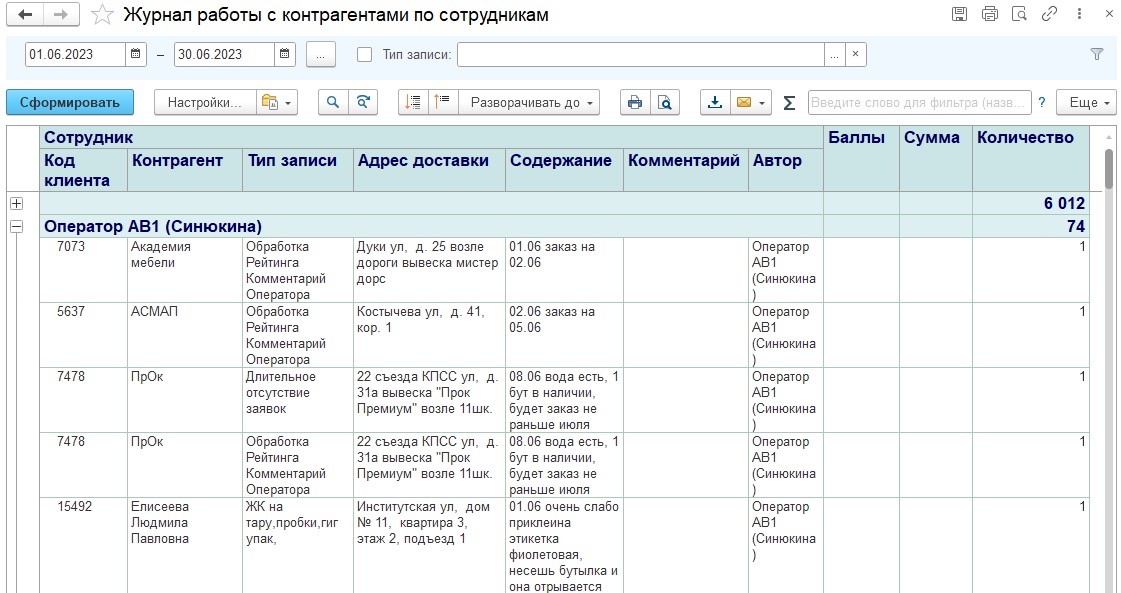 Журнал работы с контрагентами по сотрудникам
01.06.2023 – 30.06.2023 ... Тип записи: ... ×
Сформировать Настройки... Разворачивать до Σ Введите слово для фильтра (назв... ? Еще
Сотрудник Баллы Сумма Количество
Код клиента Контрагент Тип записи Адрес доставки Содержание Комментарий Автор
6 012
Оператор АВ1 (Синюкина) 74
7073 Академия Обработка Дуки ул, д. 25 возле 01.06 заказ на Оператор 1
мебели Рейтинга дороги вывеска мистер 02.06 АВ1
Комментарий дорс (Синюкина
Оператора )
5637 АСМАП Обработка Костычева ул, д. 41, 02.06 заказ на Оператор 1
Рейтинга кор. 1 05.06 АВ1
Комментарий (Синюкина
Оператора )
7478 ПрОк Длительное 22 съезда КПСС ул, д. 08.06 вода есть, 1 Оператор 1
отсутствие 31а вывеска "Прок бут в наличии, АВ1
заявок Премиум" возле 11шк. будет заказ не (Синюкина
раньше июля )
7478 ПрОк Обработка 22 съезда КПСС ул, д. 08.06 вода есть, 1 Оператор 1
Рейтинга 31а вывеска "Прок бут в наличии, АВ1
Комментарий Премиум" возле 11шк. будет заказ не (Синюкина
Оператора раньше июля )
15492 Елисеева ЖК на Институтская ул, дом 01.06 очень слабо Оператор 1
Людмила тару,пробки,гиг № 11, квартира 3, приклеина АВ1
Павловна упак, этаж 2, подъезд 1 этикетка (Синюкина
фиолетовая, )
несешь бутылка и
она отрывается